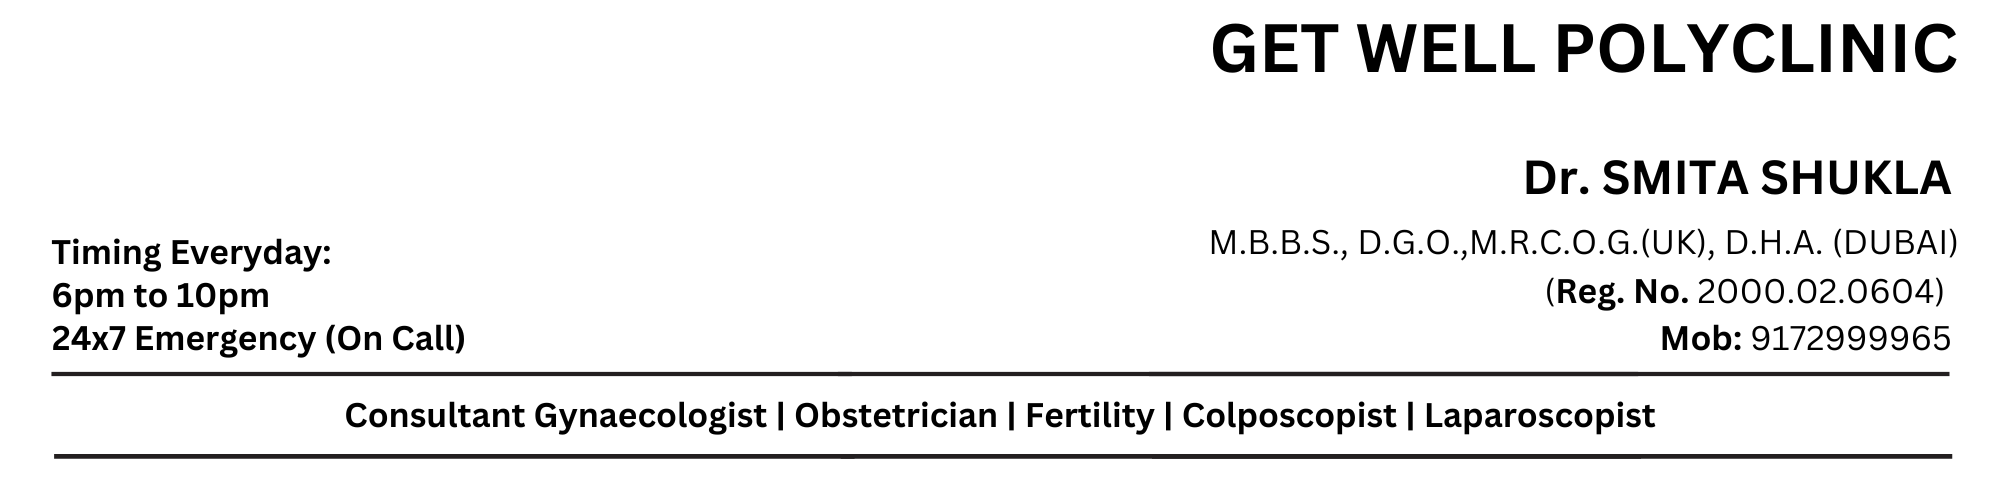 GET WELL POLYCLINIC
Dr. SMITA SHUKLA
M.B.B.S., D.G.O.,M.R.C.O.G.(UK), D.H.A. (DUBAI)
(Reg. No. 2000.02.0604)
Mob: 9172999965
Timing Everyday:
6pm to 10pm
24x7 Emergency (On Call)
Consultant Gynaecologist | Obstetrician | Fertility | Colposcopist | Laparoscopist